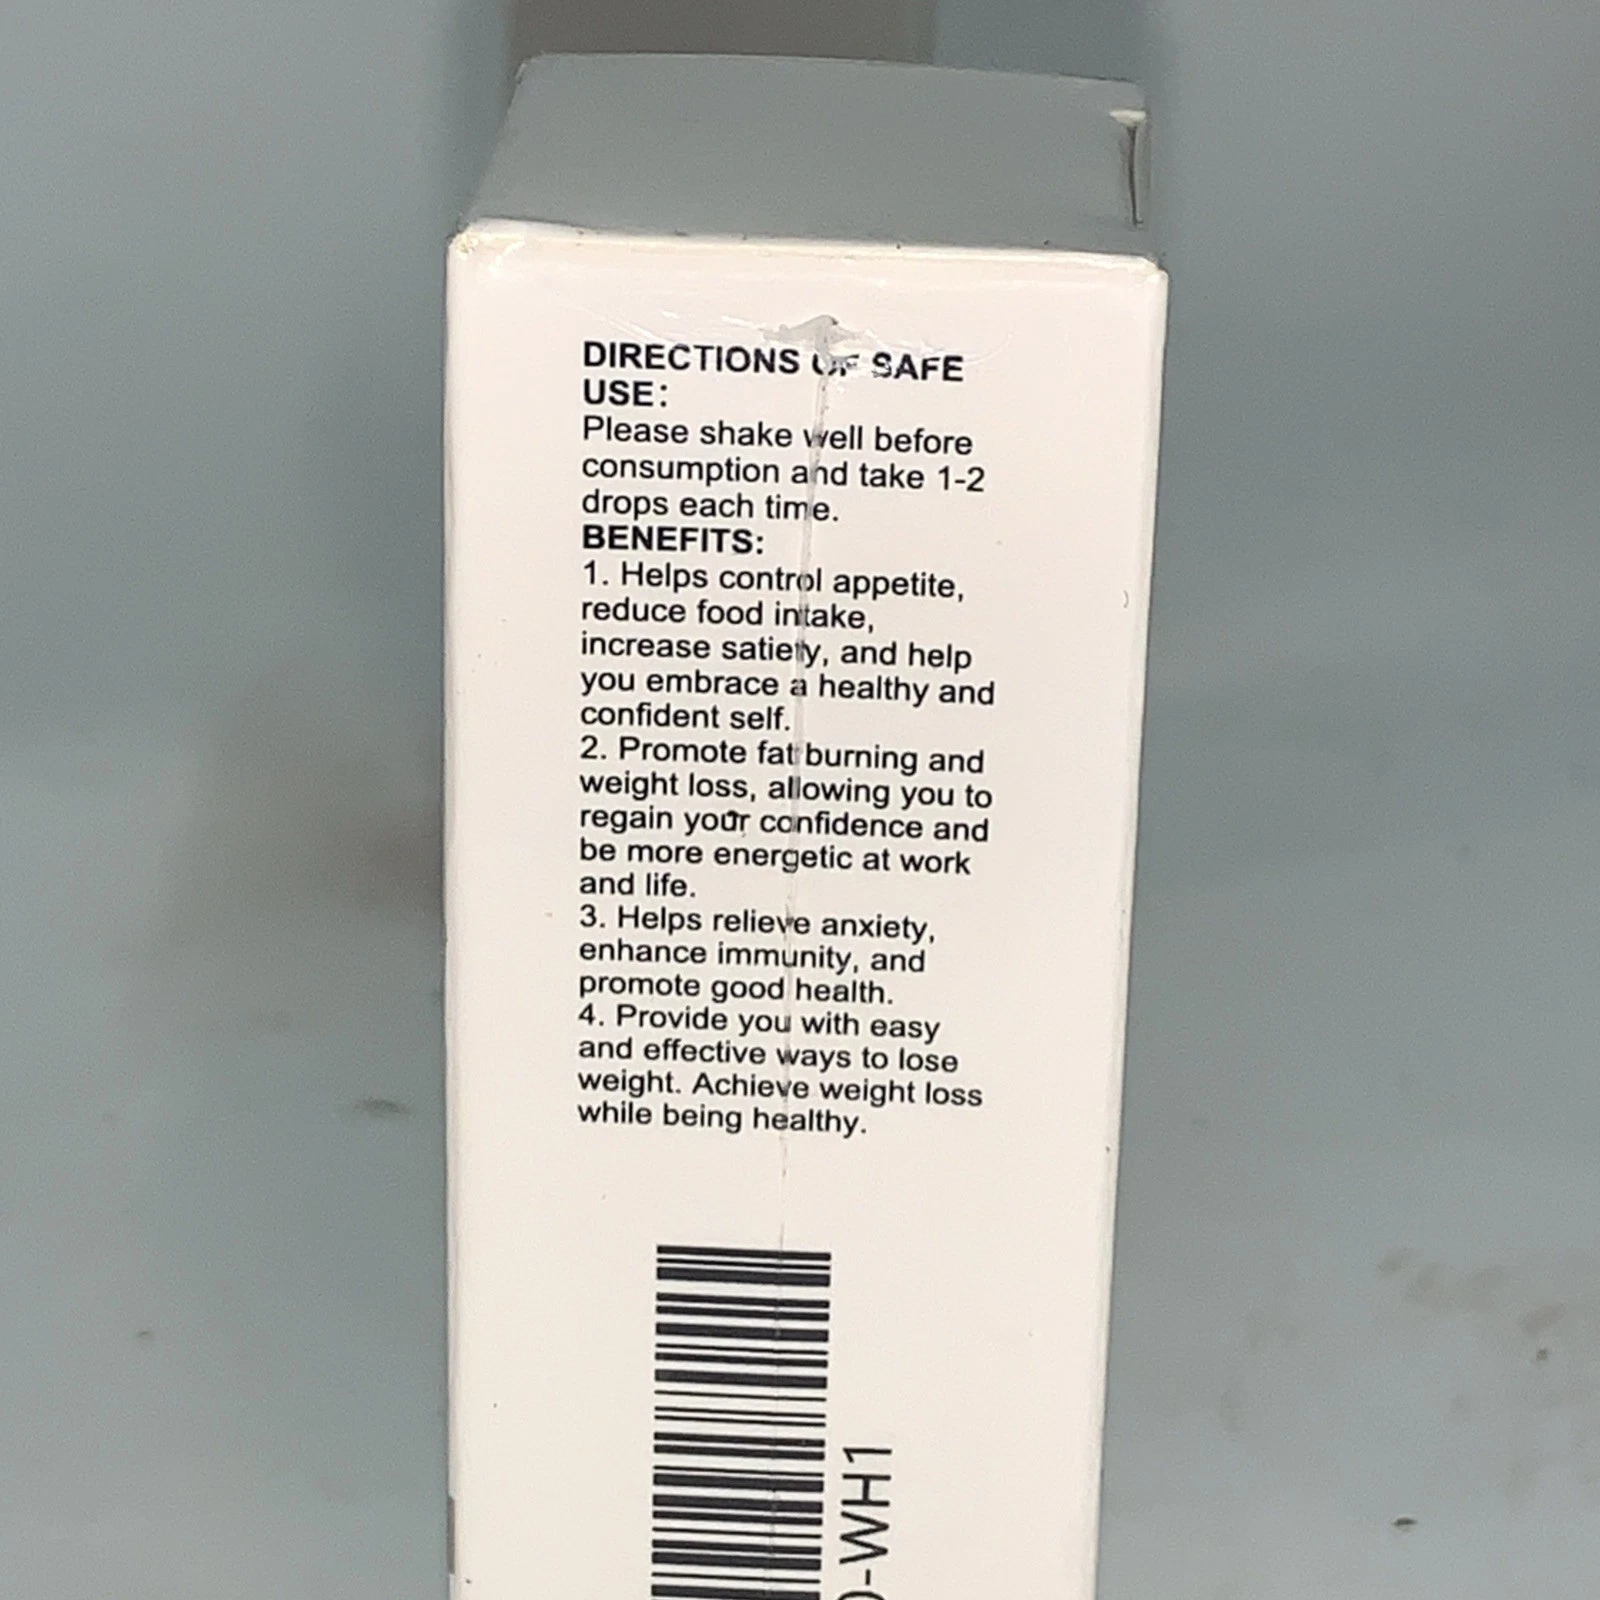 DIRECTIONS OF SAFE
USE:
Please shake well before
consumption and take 1-2
drops each time.
BENEFITS:
1. Helps control appetite,
reduce food intake,
increase satiety, and help
you embrace a healthy and
confident self.
2. Promote fat burning and
weight loss, allowing you to
regain your confidence and
be more energetic at work
and life.
3. Helps relieve anxiety,
enhance immunity, and
promote good health.
4. Provide you with easy
and effective ways to lose
weight. Achieve weight loss
while being healthy.
-WH1